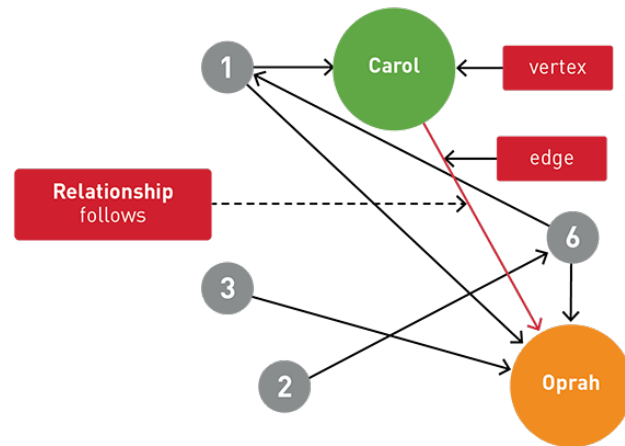 1
Carol
vertex
edge
Relationship
follows
6
3
2
Oprah